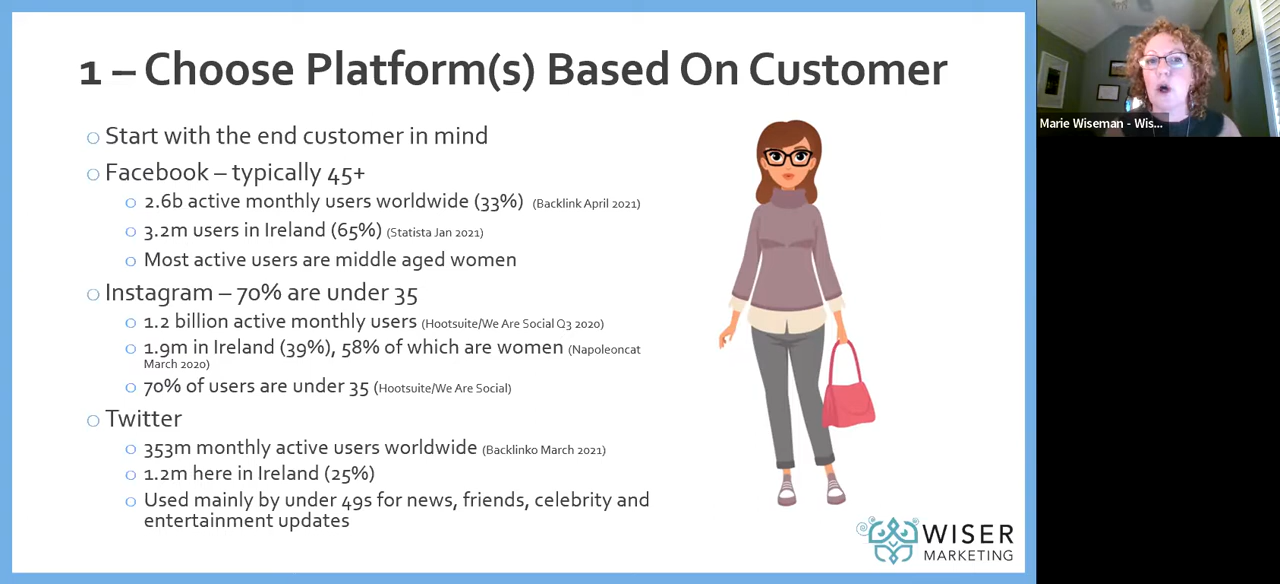 1 – Choose Platform(s) Based On Customer
Start with the end customer in mind
Facebook – typically 45+
2.6b active monthly users worldwide (33%) (Backlink April 2021)
3.2m users in Ireland (65%) (Statista Jan 2021)
Most active users are middle aged women
Instagram – 70% are under 35
1.2 billion active monthly users (Hootsuite/We Are Social Q3 2020)
1.9m in Ireland (39%), 58% of which are women (Napoleoncat
March 2020)
70% of users are under 35 (Hootsuite/We Are Social)
Twitter
353m monthly active users worldwide (Backlinko March 2021)
1.2m here in Ireland (25%)
Used mainly by under 49s for news, friends, celebrity and
entertainment updates
WISER
MARKETING
Marie Wiseman - Wis...